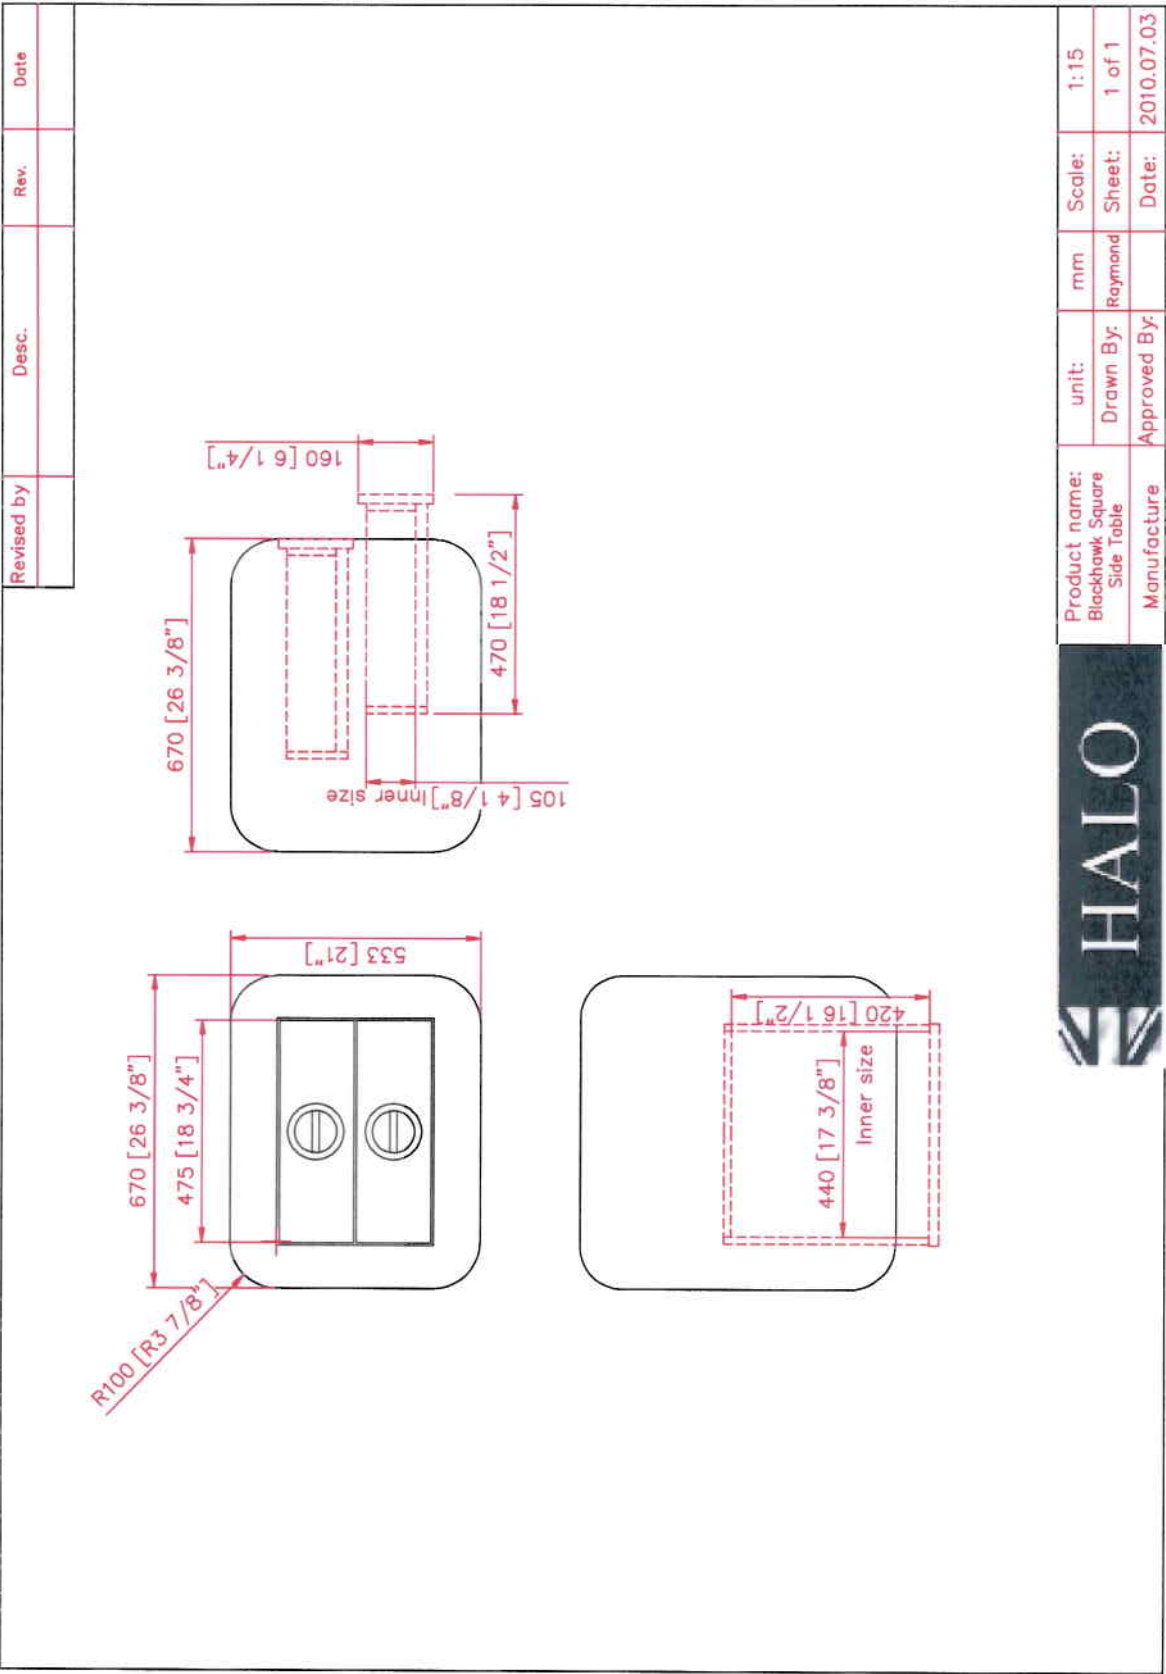 Revised by Desc. Rev. Date
R100 [R3 7/8"]
670 [26 3/8"]
475 [18 3/4"]
533 [21"]
670 [26 3/8"]
160 [6 1/4"]
470 [18 1/2"]
105 [4 1/8"] Inner size
420 [16 1/2"]
440 [17 3/8"]
Inner size
HALO
Product name:
Blackhawk Square
Side Table
Manufacture
unit: mm Scale: 1:15
Drawn By: Raymond Sheet: 1 of 1
Approved By: Date: 2010.07.03